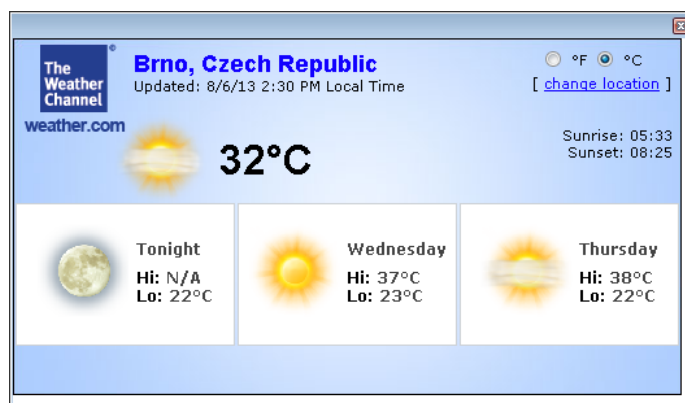 The
Weather
Channel
weather.com
Brno, Czech Republic
Updated: 8/6/13 2:30 PM Local Time
°F °C
[ change location ]
32°C
Sunrise: 05:33
Sunset: 08:25
Tonight
Hi: N/A
Lo: 22°C
Wednesday
Hi: 37°C
Lo: 23°C
Thursday
Hi: 38°C
Lo: 22°C